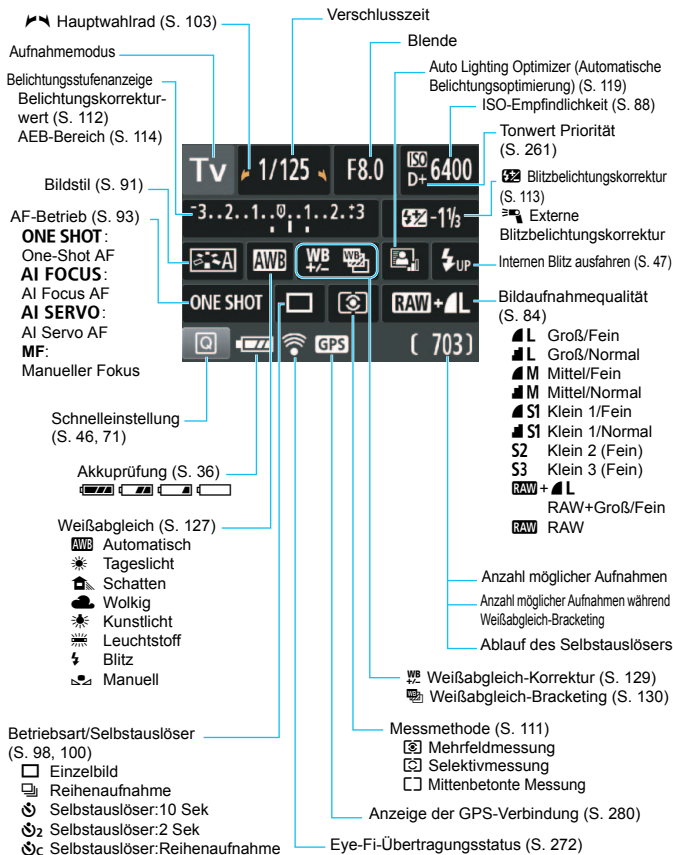 Hauptwahlrad (S. 103)
Verschlusszeit
Blende
Aufnahmemodus
Auto Lighting Optimizer (Automatische
Belichtungsoptimierung) (S. 119)
Belichtungsstufenanzeige
Belichtungskorrektur-
wert (S. 112)
AEB-Bereich (S. 114)
ISO-Empfindlichkeit (S. 88)
Tonwert Priorität
(S. 261)
Tv 1/125 F8.0 ISO D+ 6400
Blitzbelichtungskorrektur
(S. 113)
Externe
Blitzbelichtungskorrektur
-3..2..1..0..1..2.+3 -1⅓
Bildstil (S. 91)
A AWB WB +/- WB UP
Internen Blitz ausfahren (S. 47)
AF-Betrieb (S. 93)
ONE SHOT:
One-Shot AF
AI FOCUS:
AI Focus AF
AI SERVO:
AI Servo AF
MF:
Manueller Fokus
ONE SHOT RAW+L
Q GPS ( 703)
Bildaufnahmequalität
(S. 84)
L Groß/Fein
L Groß/Normal
M Mittel/Fein
M Mittel/Normal
S1 Klein 1/Fein
S1 Klein 1/Normal
S2 Klein 2 (Fein)
S3 Klein 3 (Fein)
RAW+L
RAW+Groß/Fein
RAW RAW
Schnelleinstellung
(S. 46, 71)
Akkuprüfung (S. 36)
Weißabgleich (S. 127)
AWB Automatisch
Tageslicht
Schatten
Wolkig
Kunstlicht
Leuchtstoff
Blitz
Manuell
Anzahl möglicher Aufnahmen
Anzahl möglicher Aufnahmen während
Weißabgleich-Bracketing
Ablauf des Selbstauslösers
WB +/- Weißabgleich-Korrektur (S. 129)
WB Weißabgleich-Bracketing (S. 130)
Messmethode (S. 111)
Mehrfeldmessung
Selektivmessung
Mittenbetonte Messung
Betriebsart/Selbstauslöser
(S. 98, 100)
Einzelbild
Reihenaufnahme
Selbstauslöser:10 Sek
2 Selbstauslöser:2 Sek
C Selbstauslöser:Reihenaufnahme
Anzeige der GPS-Verbindung (S. 280)
Eye-Fi-Übertragungsstatus (S. 272)